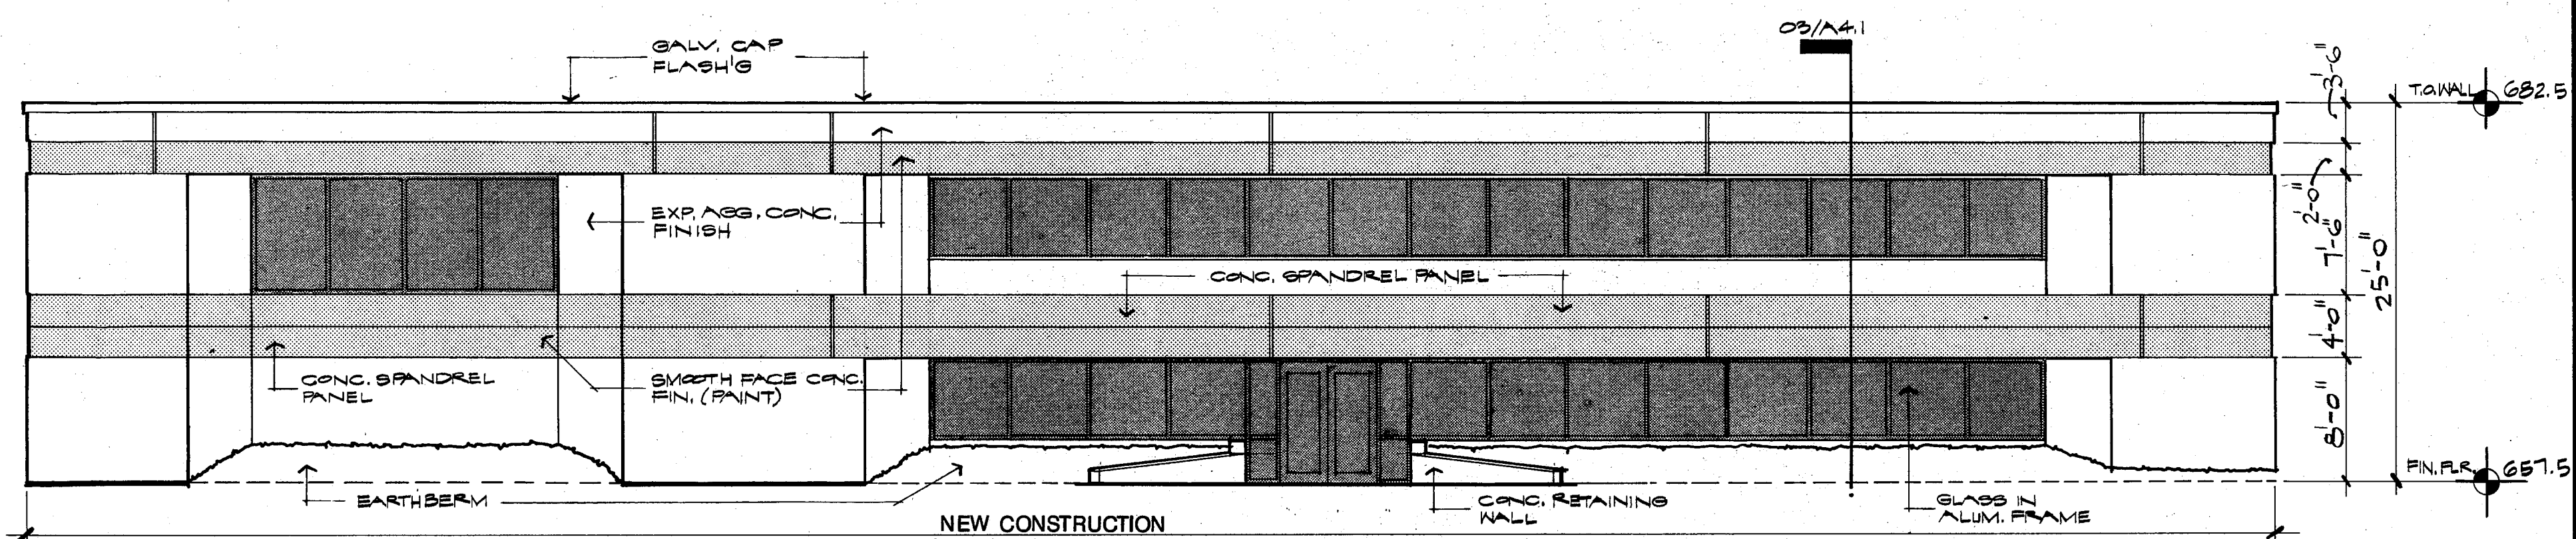 03/A4.1
GALV. CAP
FLASH'G
3'-6"
T.O. WALL 682.5
EXP. AGG. CONC.
FINISH
2'-0"
7'-6"
25'-0"
CONC. SPANDREL PANEL
4'-0"
CONC. SPANDREL
PANEL
SMOOTH FACE CONC.
FIN. (PAINT)
8'-0"
FIN. FLR. 657.5
EARTH BERM
CONC. RETAINING
WALL
GLASS IN
ALUM. FRAME
NEW CONSTRUCTION